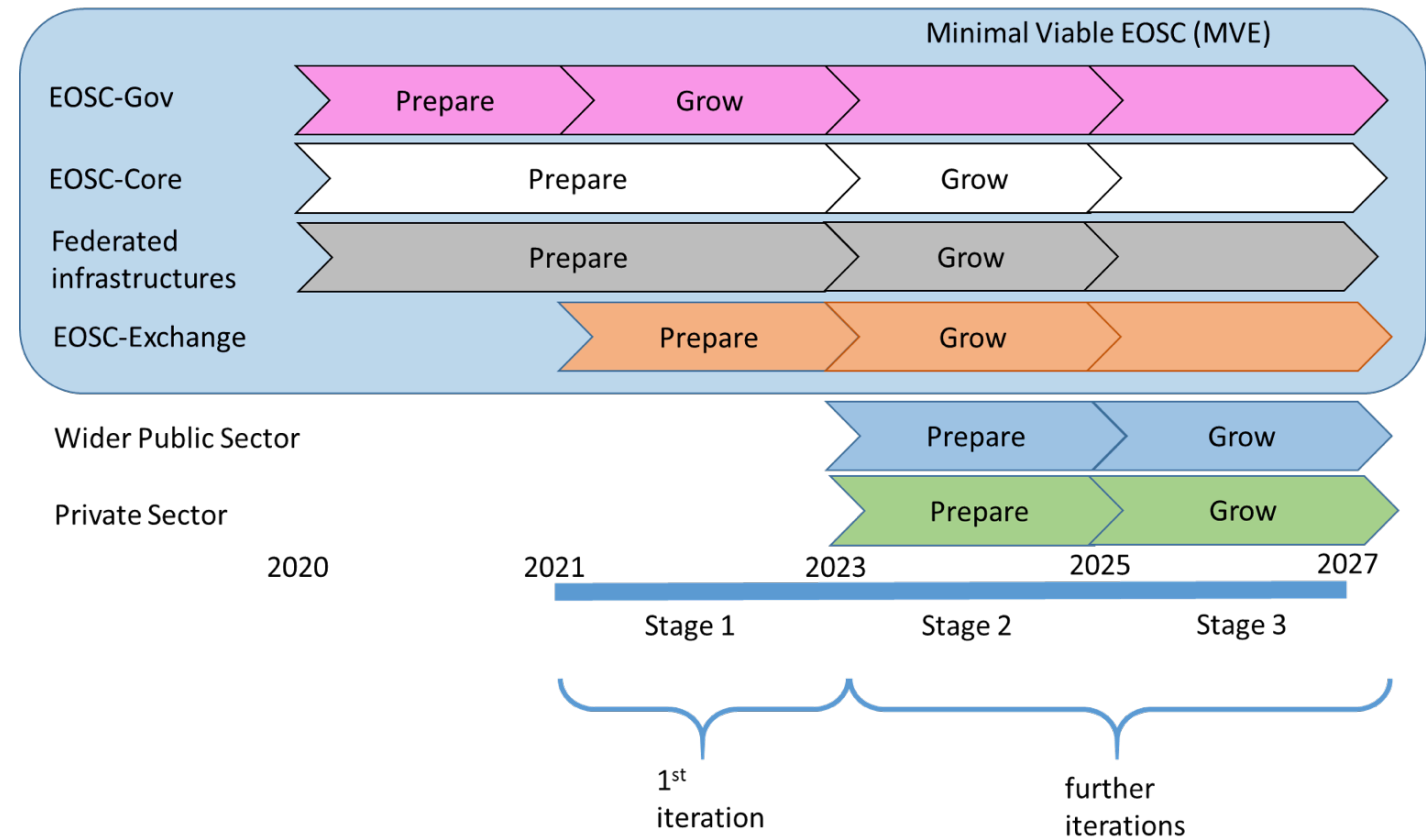 Minimal Viable EOSC (MVE)
EOSC-Gov
Prepare
Grow
EOSC-Core
Prepare
Grow
Federated
infrastructures
Prepare
Grow
EOSC-Exchange
Prepare
Grow
Wider Public Sector
Prepare
Grow
Private Sector
Prepare
Grow
2020
2021
2023
2025
2027
Stage 1
Stage 2
Stage 3
1st
iteration
further
iterations